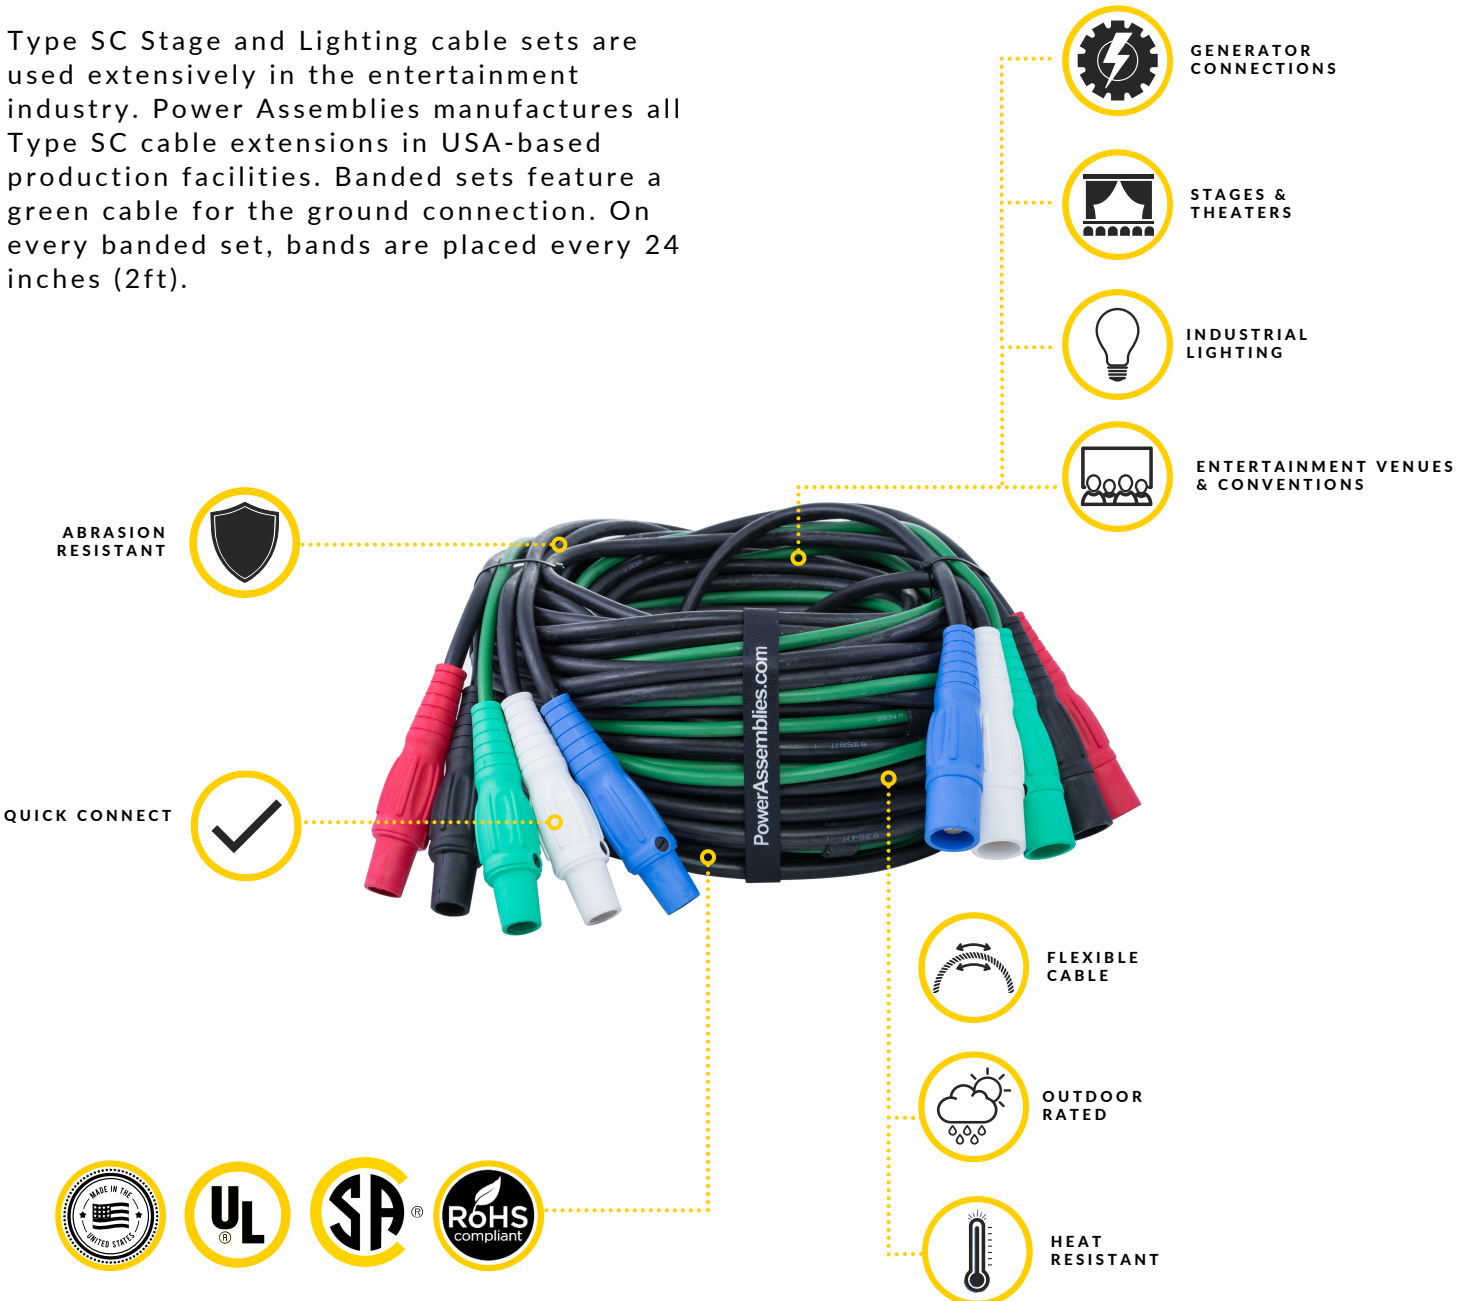 Type SC Stage and Lighting cable sets are
used extensively in the entertainment
industry. Power Assemblies manufactures all
Type SC cable extensions in USA-based
production facilities. Banded sets feature a
green cable for the ground connection. On
every banded set, bands are placed every 24
inches (2ft).
GENERATOR
CONNECTIONS
STAGES &
THEATERS
INDUSTRIAL
LIGHTING
ENTERTAINMENT VENUES
& CONVENTIONS
ABRASION
RESISTANT
QUICK CONNECT
PowerAssemblies.com
FLEXIBLE
CABLE
OUTDOOR
RATED
HEAT
RESISTANT
MADE IN THE
UNITED STATES
UL
®
SA ®
RoHS
compliant